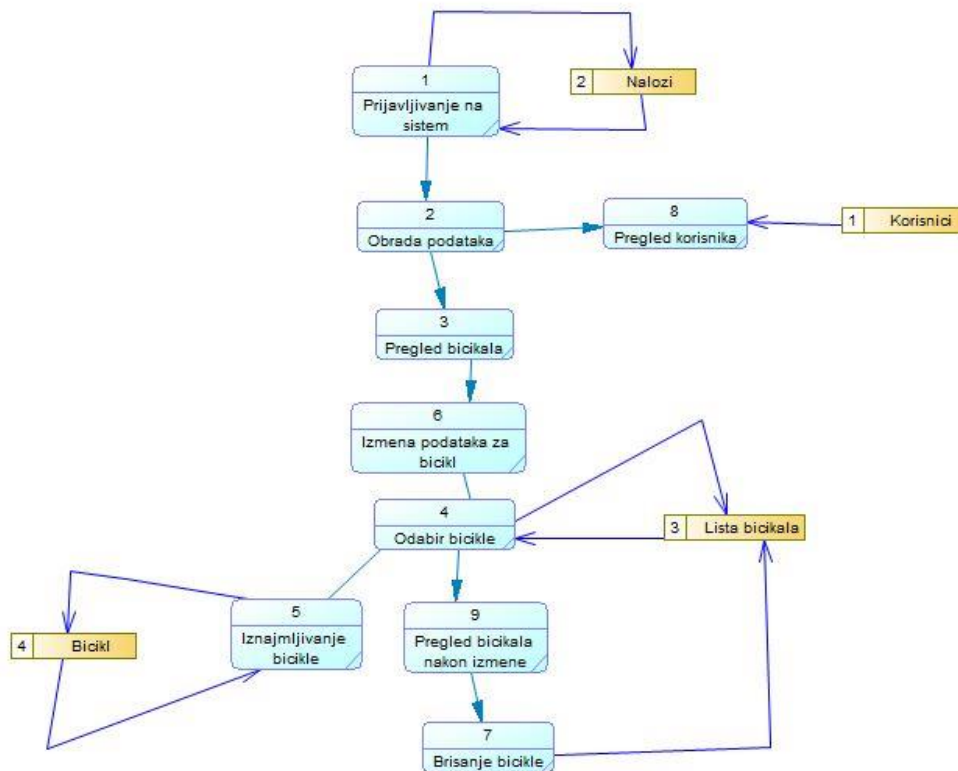 1
Prijavljivanje na
sistem
2 Nalozi
2
Obrada podataka
8
Pregled korisnika
1 Korisnici
3
Pregled bicikala
6
Izmena podataka za
bicikl
4
Odabir bicikle
3 Lista bicikala
5
Iznajmljivanje
bicikle
4 Bicikl
9
Pregled bicikala
nakon izmene
7
Brisanje bicikle